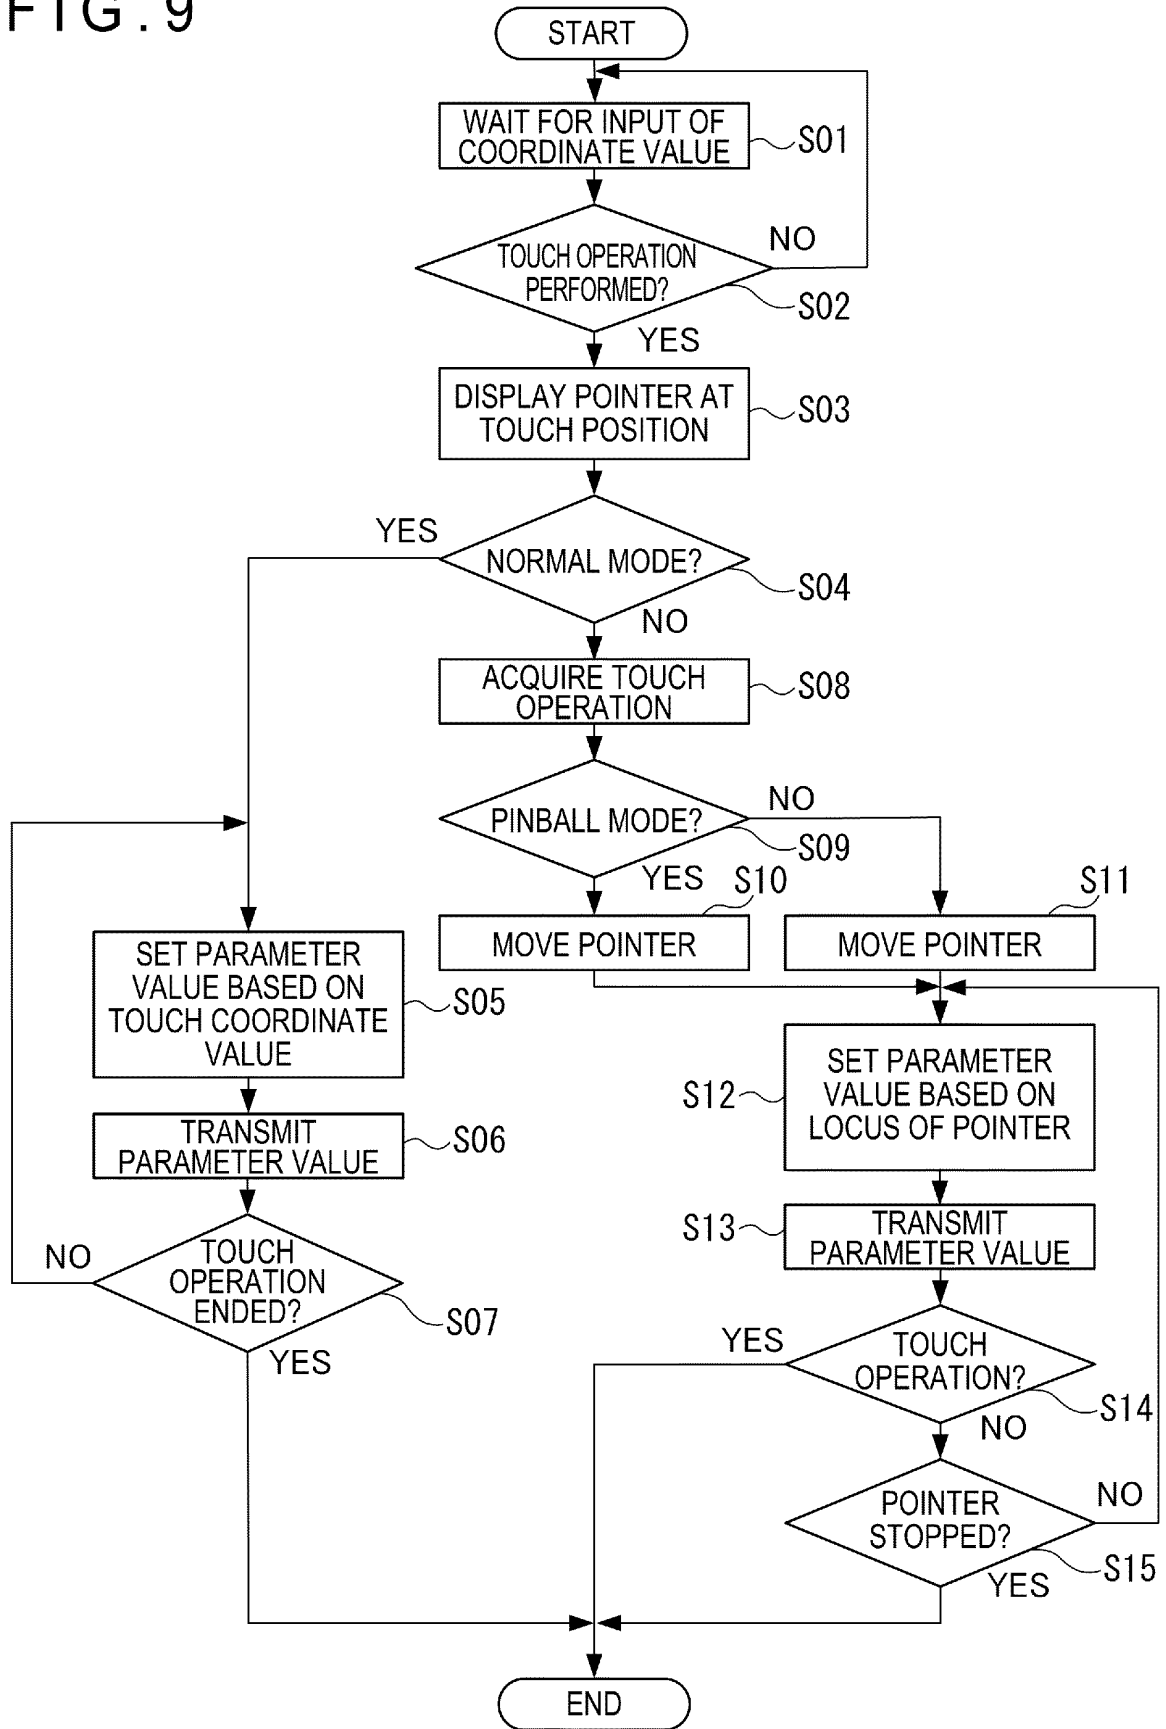 FIG.9
START
WAIT FOR INPUT OF
COORDINATE VALUE
S01
TOUCH OPERATION
PERFORMED?
NO
S02
YES
DISPLAY POINTER AT
TOUCH POSITION
S03
YES
NORMAL MODE?
S04
NO
ACQUIRE TOUCH
OPERATION
S08
PINBALL MODE?
NO
S09
YES
S10
MOVE POINTER
S11
MOVE POINTER
SET PARAMETER
VALUE BASED ON
TOUCH COORDINATE
VALUE
S05
TRANSMIT
PARAMETER VALUE
S06
NO
TOUCH
OPERATION
ENDED?
S07
YES
S12
SET PARAMETER
VALUE BASED ON
LOCUS OF POINTER
S13
TRANSMIT
PARAMETER VALUE
YES
TOUCH
OPERATION?
S14
NO
POINTER
STOPPED?
NO
S15
YES
END